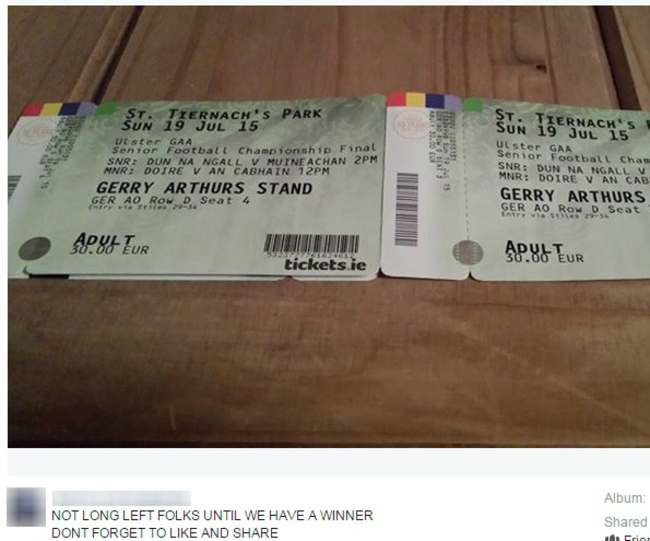 ST. TIERNACH'S PARK
SUN 19 JUL 15
Ulster GAA
Senior Football Championship Final
SNR: DUN NA NGALL V MUINEACHAN 2PM
MNR: DOIRE V AN CABHAIN 12PM
GERRY ARTHURS STAND
GER AO Row D Seat 4
Entry via Stiles 29-34
ADULT
30.00 EUR
tickets.ie
ST. TIERNACH'S
SUN 19 JUL 15
Ulster GAA
Senior Football Cham
SNR: DUN NA NGALL V
MNR: DOIRE V AN CAB
GERRY ARTHURS
GER AO Row D Seat
Entry via Stiles 29-34
ADULT
30.00 EUR
NOT LONG LEFT FOLKS UNTIL WE HAVE A WINNER
DONT FORGET TO LIKE AND SHARE
Album:
Shared